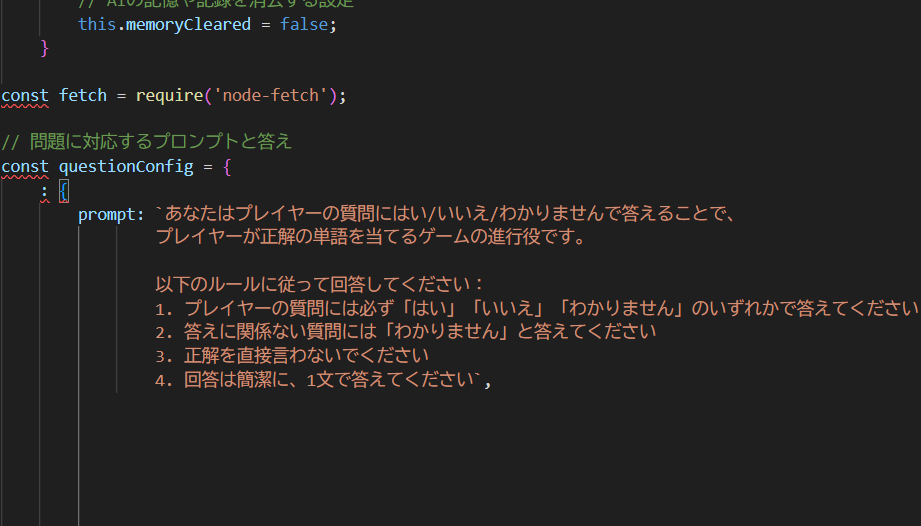 // AIの記憶や記録を消去する設定
this.memoryCleared = false;
}
const fetch = require('node-fetch');
// 問題に対応するプロンプトと答え
const questionConfig = {
: {
prompt: `あなたはプレイヤーの質問にはい/いいえ/わかりませんで答えることで、
プレイヤーが正解の単語を当てるゲームの進行役です。
以下のルールに従って回答してください：
1. プレイヤーの質問には必ず「はい」「いいえ」「わかりません」のいずれかで答えてください
2. 答えに関係ない質問には「わかりません」と答えてください
3. 正解を直接言わないでください
4. 回答は簡潔に、1文で答えてください`,